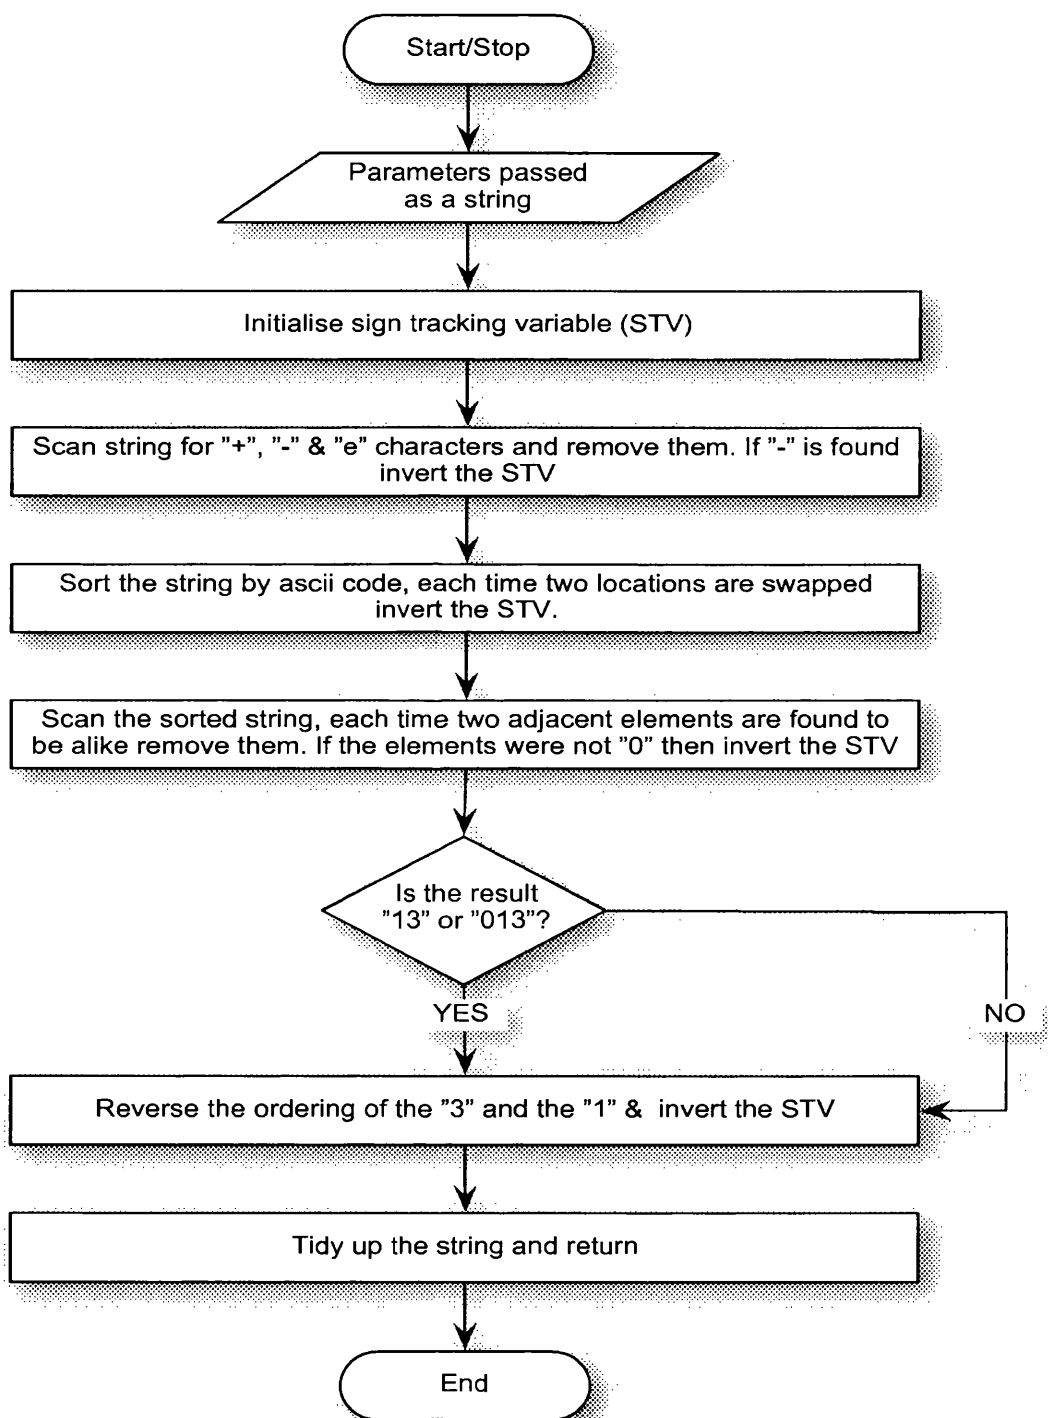 Start/Stop
Parameters passed
as a string
Initialise sign tracking variable (STV)
Scan string for "+", "-" & "e" characters and remove them. If "-" is found
invert the STV
Sort the string by ascii code, each time two locations are swapped
invert the STV.
Scan the sorted string, each time two adjacent elements are found to
be alike remove them. If the elements were not "0" then invert the STV
Is the result
"13" or "013"?
YES
NO
Reverse the ordering of the "3" and the "1" & invert the STV
Tidy up the string and return
End